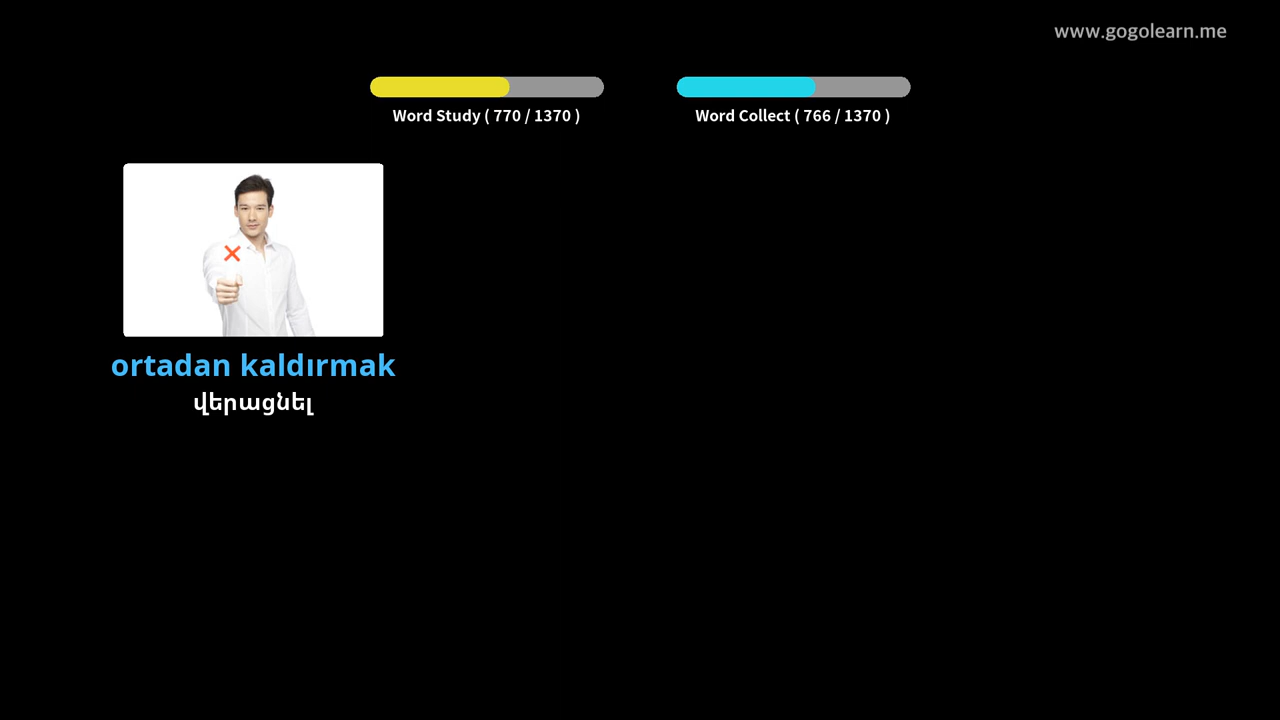 www.gogolearn.me
Word Study ( 770 / 1370 )
Word Collect ( 766 / 1370 )
ortadan kaldırmak
վերացնել